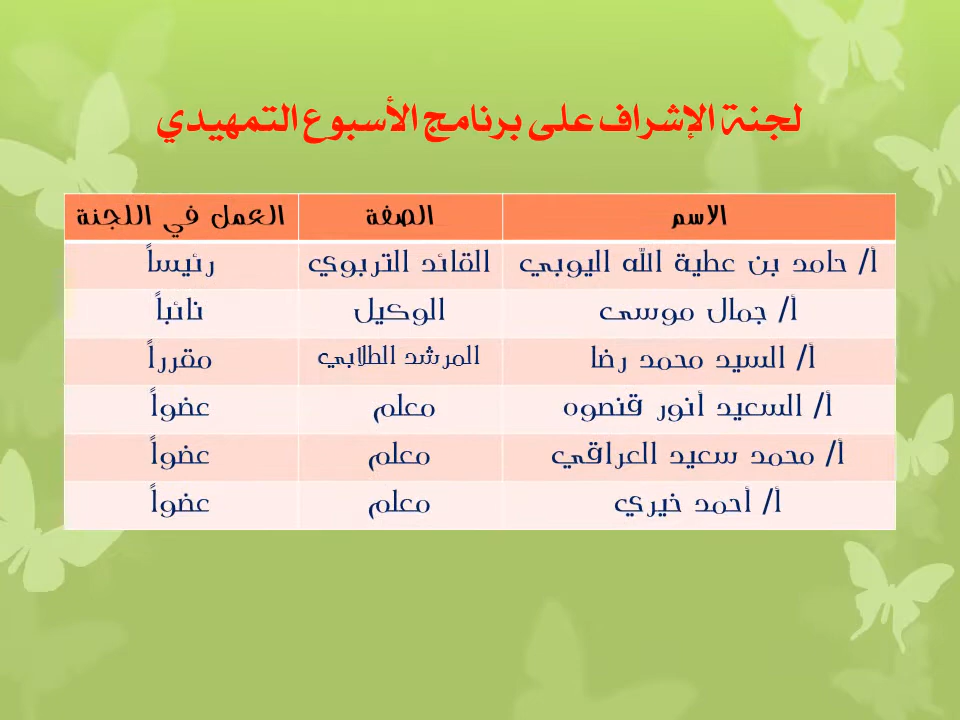 لجنة الإشراف على برنامج الأسبوع التمهيدي
الاسم الصفة العمل في اللجنة
أ/ حامد بن عطية الله اليوبي القائد التربوي رئيساً
أ/ جمال موسى الوكيل نائباً
أ/ السيد محمد رضا المرشد الطلابي مقرراً
أ/ السعيد أنور قنصوه معلم عضواً
أ/ محمد سعيد العراقي معلم عضواً
أ/ أحمد خيري معلم عضواً